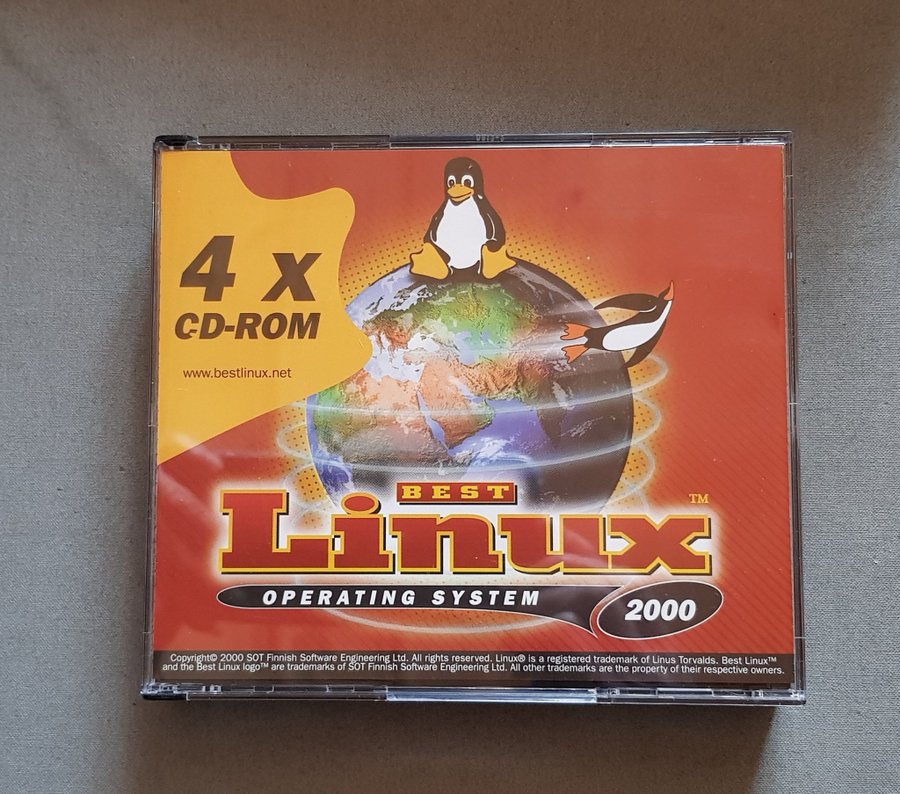 4 x
CD-ROM
www.bestlinux.net
BEST
Linux™
OPERATING SYSTEM
2000
Copyright© 2000 SOT Finnish Software Engineering Ltd. All rights reserved. Linux® is a registered trademark of Linus Torvalds. Best Linux™
and the Best Linux logo™ are trademarks of SOT Finnish Software Engineering Ltd. All other trademarks are the property of their respective owners.